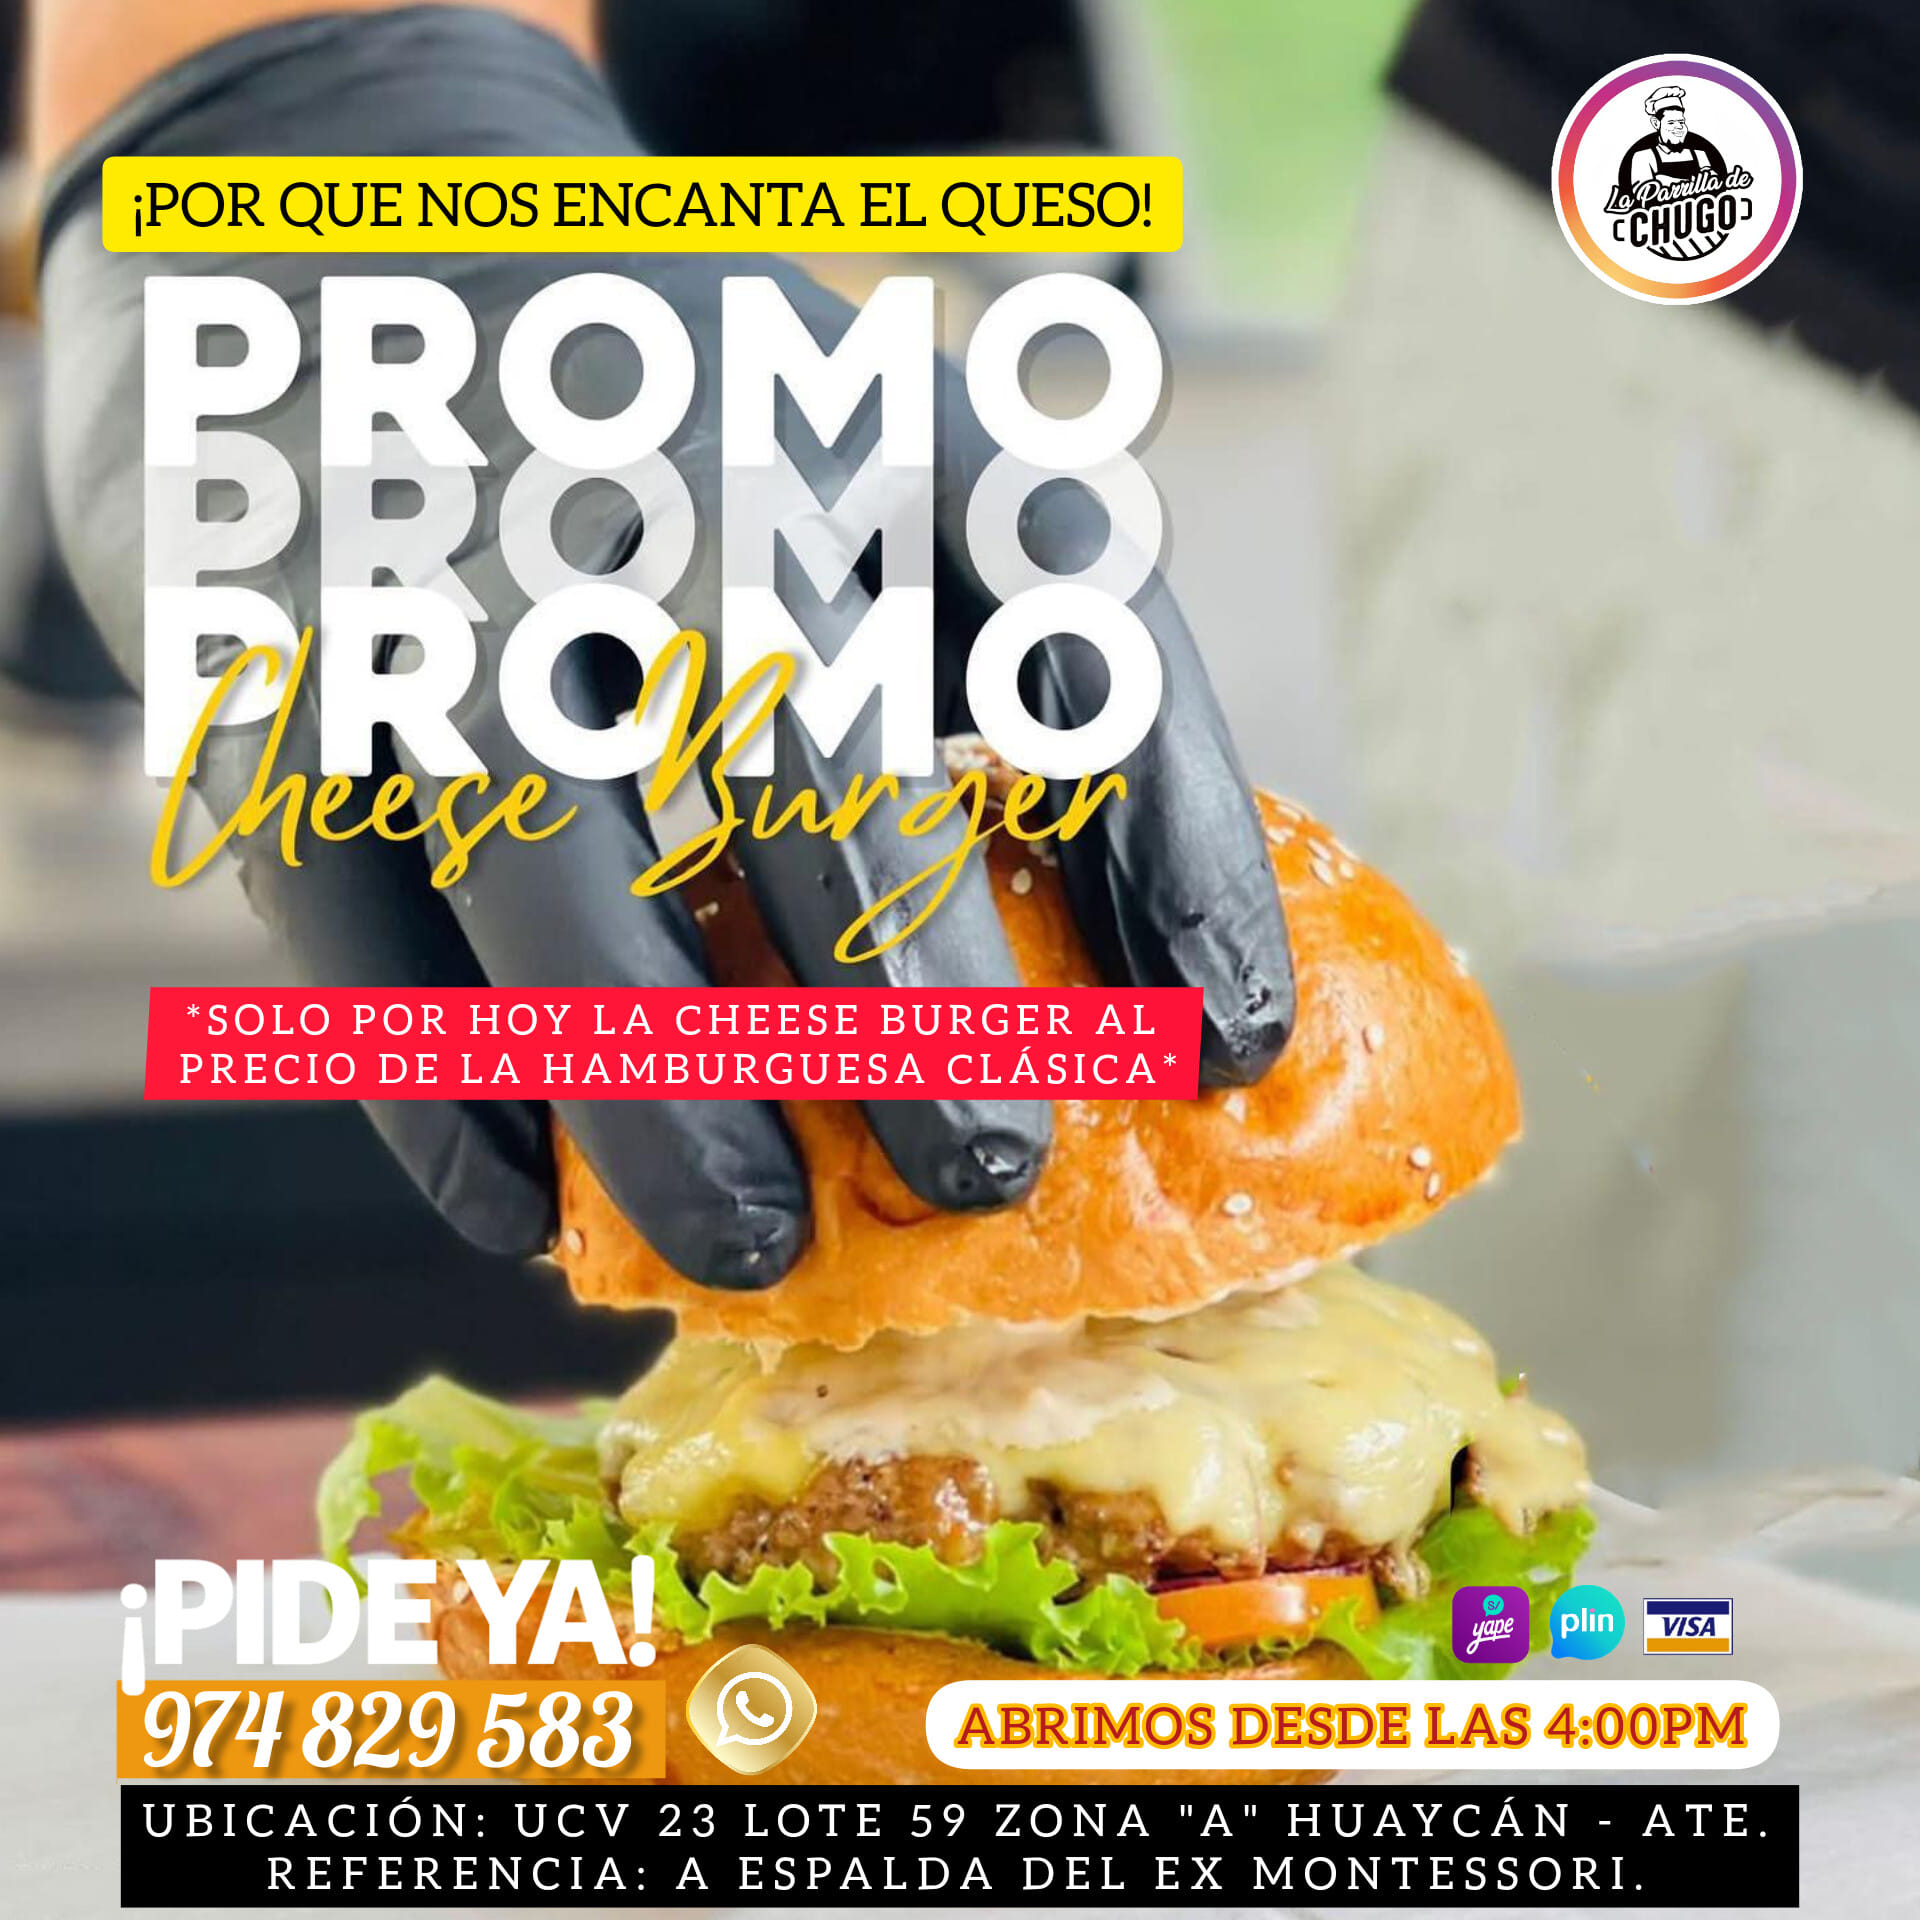 La Parrilla de
CHUGO
¡POR QUE NOS ENCANTA EL QUESO!
PROMO
PROMO
PROMO
Cheese Burger
*SOLO POR HOY LA CHEESE BURGER AL
PRECIO DE LA HAMBURGUESA CLÁSICA*
¡PIDE YA!
974 829 583
S/
yape
plin
VISA
ABRIMOS DESDE LAS 4:00PM
UBICACIÓN: UCV 23 LOTE 59 ZONA "A" HUAYCÁN - ATE.
REFERENCIA: A ESPALDA DEL EX MONTESSORI.